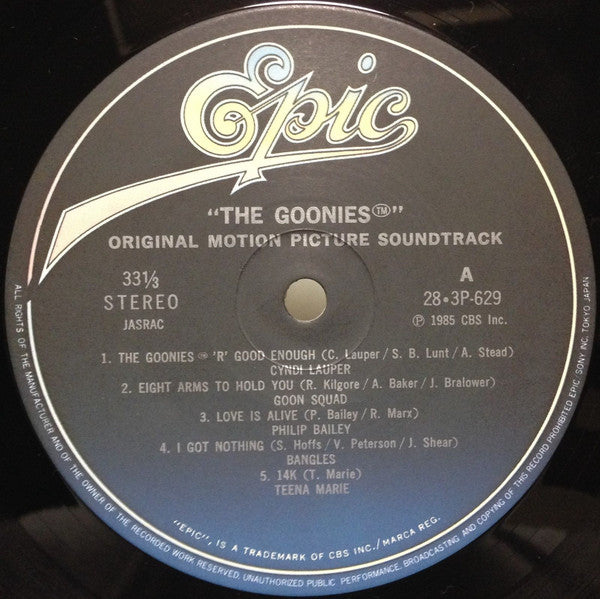 Epic
"THE GOONIES™"
ORIGINAL MOTION PICTURE SOUNDTRACK
33⅓
STEREO
JASRAC
A
28•3P-629
Ⓟ 1985 CBS Inc.
1. THE GOONIES™ 'R' GOOD ENOUGH (C. Lauper/S. B. Lunt/A. Stead)
CYNDI LAUPER
2. EIGHT ARMS TO HOLD YOU (R. Kilgore/A. Baker/J. Bralower)
GOON SQUAD
3. LOVE IS ALIVE (P. Bailey/R. Marx)
PHILIP BAILEY
4. I GOT NOTHING (S. Hoffs/V. Peterson/J. Shear)
BANGLES
5. 14K (T. Marie)
TEENA MARIE
"EPIC", IS A TRADEMARK OF CBS INC./MARCA REG.
ALL RIGHTS OF THE MANUFACTURER AND OF THE OWNER OF THE RECORDED WORK RESERVED. UNAUTHORIZED PUBLIC PERFORMANCE, BROADCASTING AND COPYING OF THIS RECORD PROHIBITED EPIC/SONY INC. TOKYO JAPAN